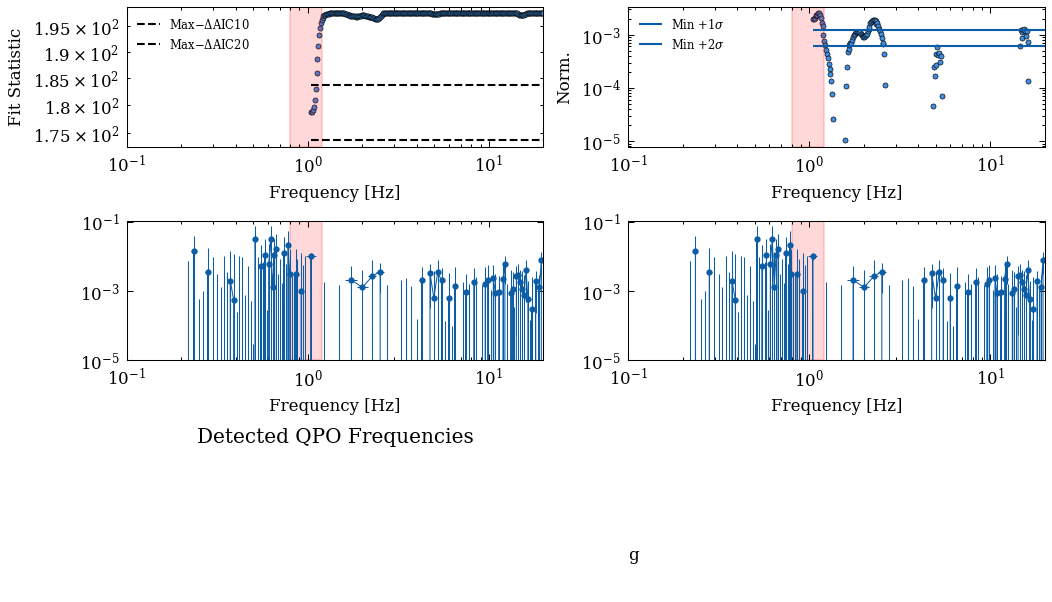 Fit Statistic
1.95 × 10²
1.9 × 10²
1.85 × 10²
1.8 × 10²
1.75 × 10²
Max−ΔAIC10
Max−ΔAIC20
10⁻¹ 10⁰ 10¹
Frequency [Hz]
Norm.
10⁻³
10⁻⁴
10⁻⁵
Min +1σ
Min +2σ
10⁻¹ 10⁰ 10¹
Frequency [Hz]
10⁻¹
10⁻³
10⁻⁵
10⁻¹ 10⁰ 10¹
Frequency [Hz]
10⁻¹
10⁻³
10⁻⁵
10⁻¹ 10⁰ 10¹
Frequency [Hz]
Detected QPO Frequencies
g